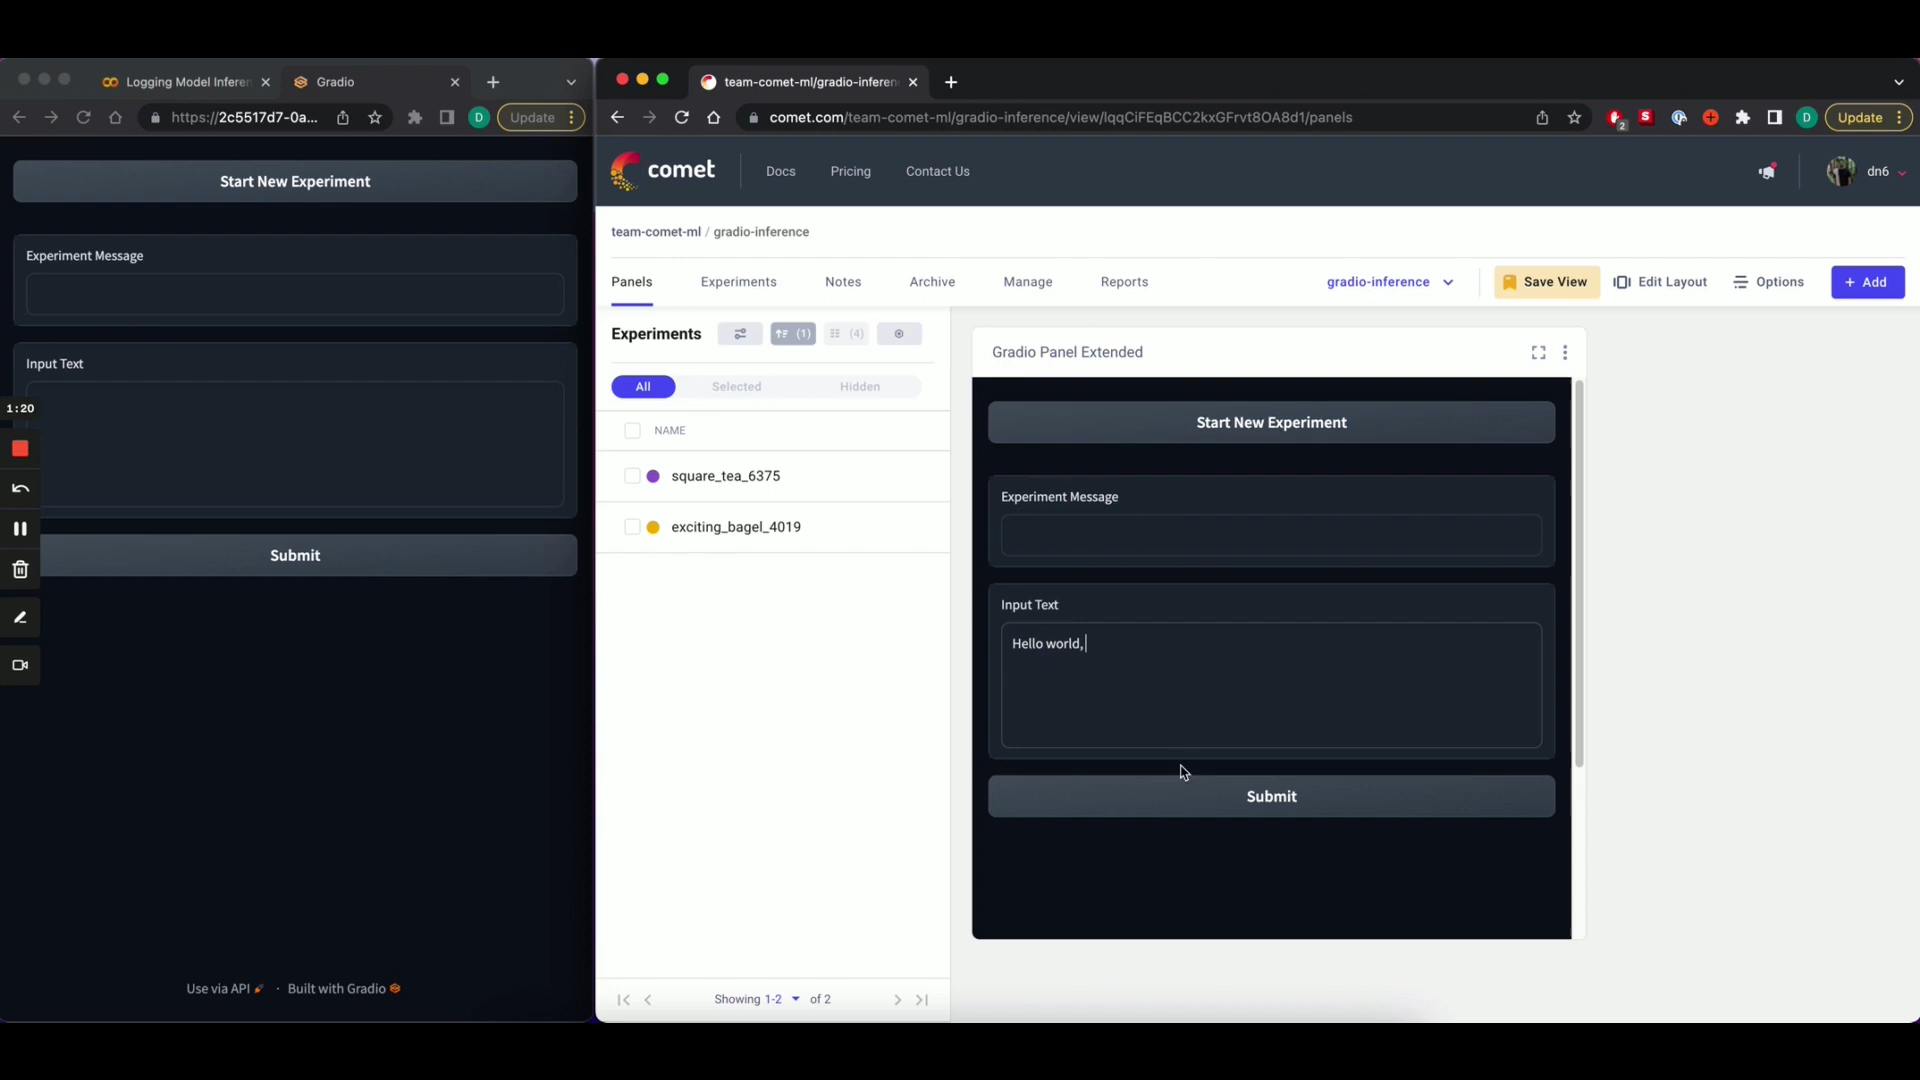 Logging Model Inferen
Gradio
https://2c5517d7-0a...
D
Update
Start New Experiment
Experiment Message
Input Text
1:20
Submit
Use via API · Built with Gradio
team-comet-ml/gradio-inferen
comet.com/team-comet-ml/gradio-inference/view/lqqCiFEqBCC2kxGFrvt8OA8d1/panels
2
S
D
Update
comet
Docs
Pricing
Contact Us
dn6
team-comet-ml / gradio-inference
Panels
Experiments
Notes
Archive
Manage
Reports
gradio-inference
Save View
Edit Layout
Options
+ Add
Experiments
(1)
(4)
All
Selected
Hidden
NAME
square_tea_6375
exciting_bagel_4019
Showing 1-2 of 2
Gradio Panel Extended
Start New Experiment
Experiment Message
Input Text
Hello world,
Submit